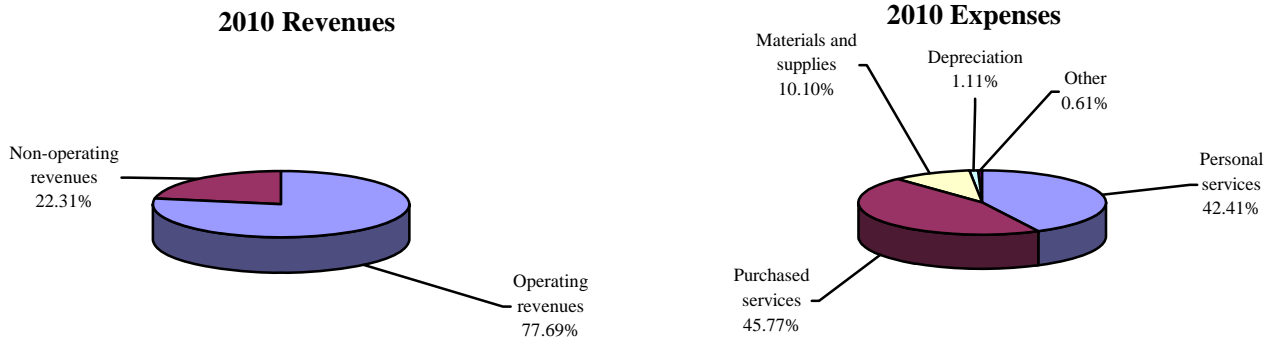 2010 Revenues
Non-operating
revenues
22.31%
Operating
revenues
77.69%
2010 Expenses
Materials and
supplies
10.10%
Depreciation
1.11%
Other
0.61%
Personal
services
42.41%
Purchased
services
45.77%